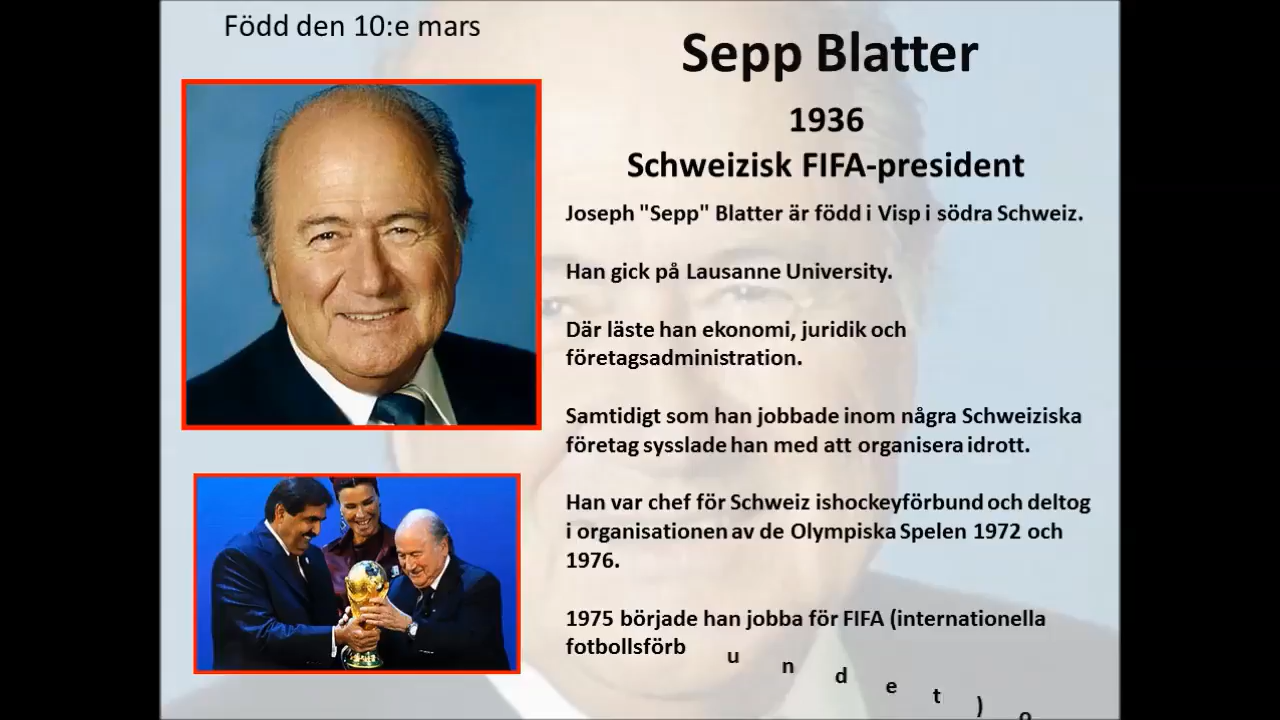 Född den 10:e mars
Sepp Blatter
1936
Schweizisk FIFA-president
Joseph "Sepp" Blatter är född i Visp i södra Schweiz.
Han gick på Lausanne University.
Där läste han ekonomi, juridik och
företagsadministration.
Samtidigt som han jobbade inom några Schweiziska
företag sysslade han med att organisera idrott.
Han var chef för Schweiz ishockeyförbund och deltog
i organisationen av de Olympiska Spelen 1972 och
1976.
1975 började han jobba för FIFA (internationella
fotbollsförbundet) o